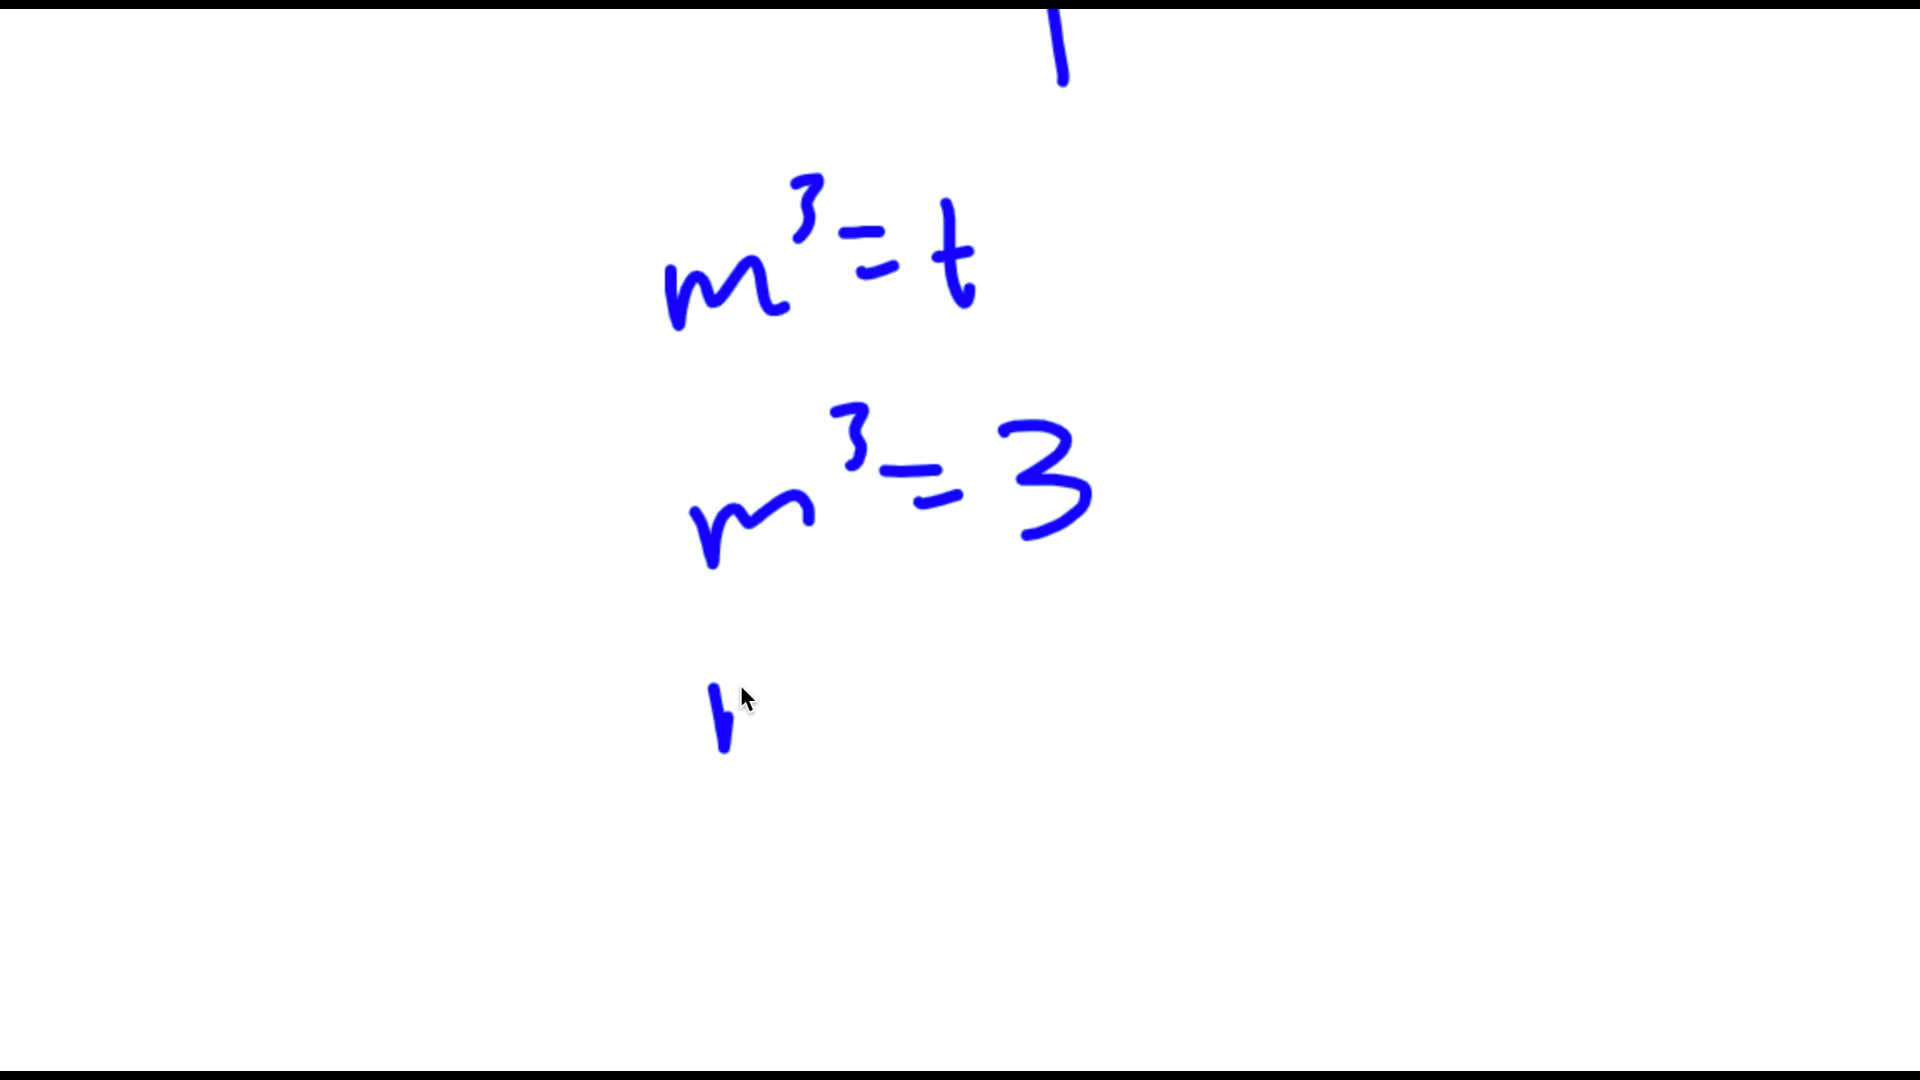 m³ = t
m³ = 3